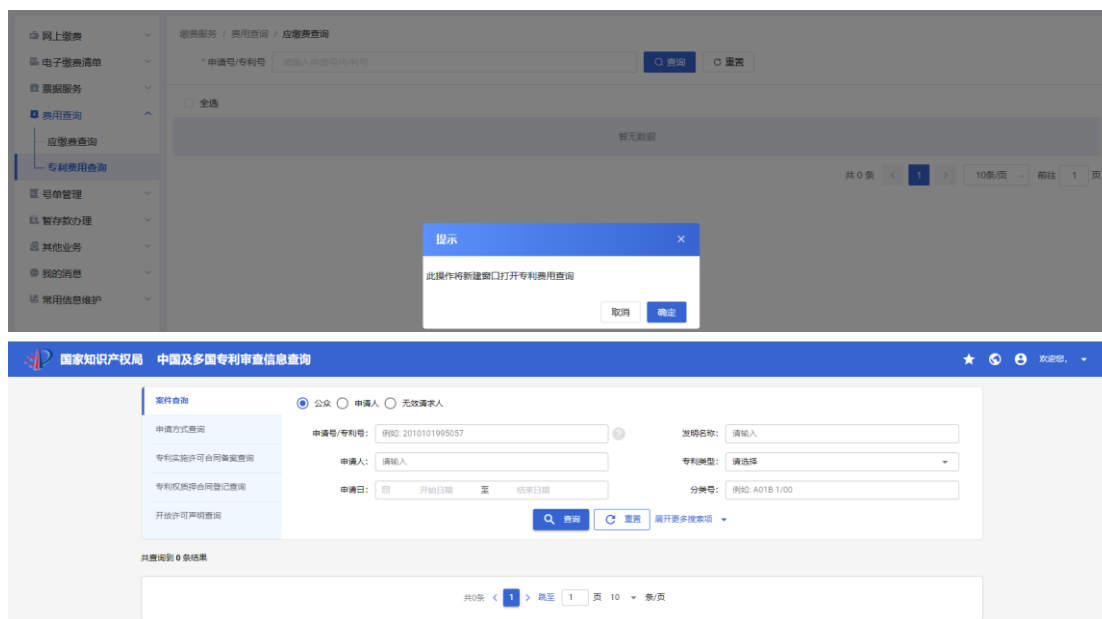 网上缴费
电子缴费清单
票据服务
费用查询
应缴费查询
专利费用查询
号单管理
暂存款办理
其他业务
我的消息
常用信息维护
缴费服务 / 费用查询 / 应缴费查询
* 申请号/专利号 请输入申请号/专利号 查询 重置
全选
暂无数据
共 0 条 < 1 > 10条/页 前往 1 页
提示 ×
此操作将新建窗口打开专利费用查询
取消 确定
国家知识产权局 中国及多国专利审查信息查询 欢迎您,
案件查询
申请方式查询
专利实施许可合同备案查询
专利权质押合同登记查询
开放许可声明查询
公众 申请人 无效请求人
申请号/专利号: 例如: 2010101995057 ? 发明名称: 请输入
申请人: 请输入 专利类型: 请选择
申请日: 开始日期 至 结束日期 分类号: 例如: A01B 1/00
查询 重置 展开更多搜索项
共查询到 0 条结果
共0条 < 1 > 跳至 1 页 10 条/页